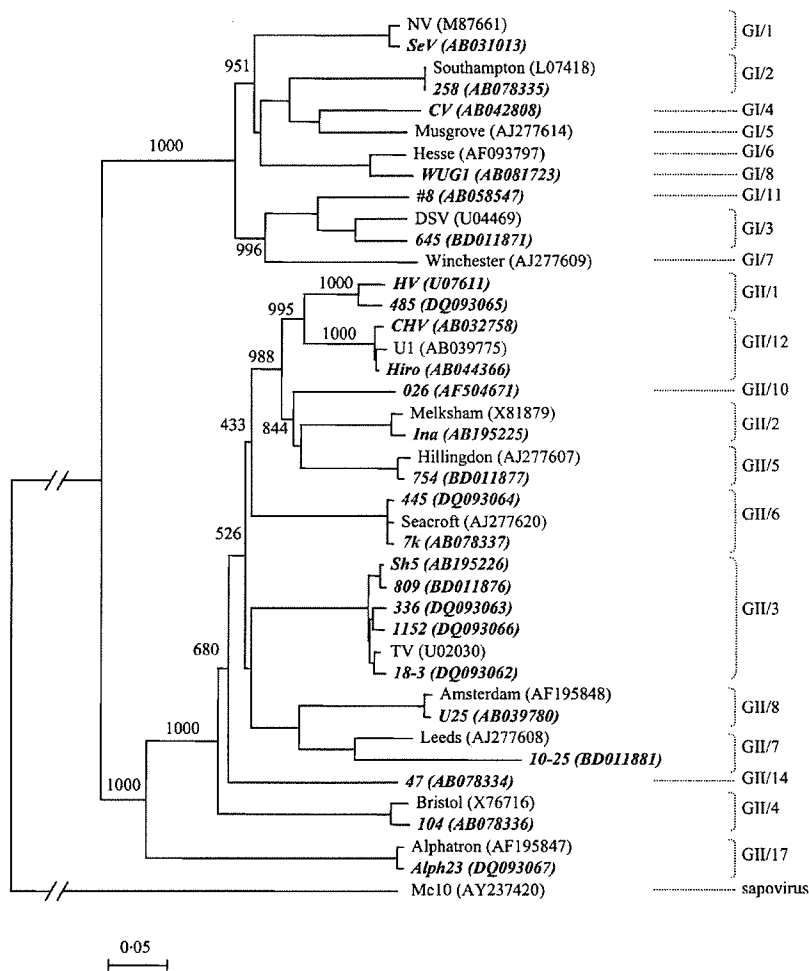 NV (M87661)
GI/1
SeV (AB031013)
951
Southampton (L07418)
GI/2
258 (AB078335)
CV (AB042808)
GI/4
Musgrove (AJ277614)
GI/5
1000
Hesse (AF093797)
GI/6
WUG1 (AB081723)
GI/8
#8 (AB058547)
GI/11
DSV (U04469)
GI/3
645 (BD011871)
996
Winchester (AJ277609)
GI/7
1000
HV (U07611)
GII/1
485 (DQ093065)
995
CHV (AB032758)
1000
U1 (AB039775)
GII/12
988
Hiro (AB044366)
026 (AF504671)
GII/10
433
844
Melksham (X81879)
GII/2
Ina (AB195225)
Hillingdon (AJ277607)
GII/5
754 (BD011877)
445 (DQ093064)
Seacroft (AJ277620)
GII/6
526
7k (AB078337)
Sh5 (AB195226)
809 (BD011876)
336 (DQ093063)
GII/3
1152 (DQ093066)
680
TV (U02030)
18-3 (DQ093062)
Amsterdam (AF195848)
GII/8
U25 (AB039780)
1000
Leeds (AJ277608)
GII/7
10-25 (BD011881)
1000
47 (AB078334)
GII/14
Bristol (X76716)
GII/4
104 (AB078336)
Alphatron (AF195847)
GII/17
Alph23 (DQ093067)
Mc10 (AY237420)
sapovirus
0·05